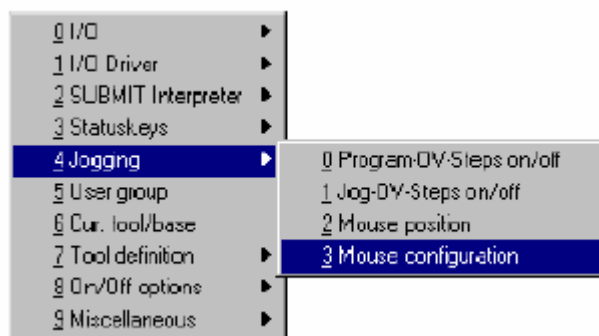 0 I/O
1 I/O Driver
2 SUBMIT Interpreter
3 Statuskeys
4 Jogging
5 User group
6 Cur. tool/base
7 Tool definition
8 On/Off options
9 Miscellaneous
0 Program-OV-Steps on/off
1 Jog-OV-Steps on/off
2 Mouse position
3 Mouse configuration